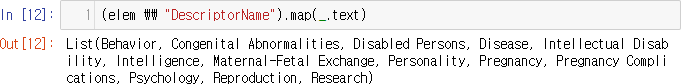 In [12]: 1 (elem ₩₩ "DescriptorName").map(_.text)
Out[12]: List(Behavior, Congenital Abnormalities, Disabled Persons, Disease, Intellectual Disab
ility, Intelligence, Maternal-Fetal Exchange, Personality, Pregnancy, Pregnancy Compli
cations, Psychology, Reproduction, Research)